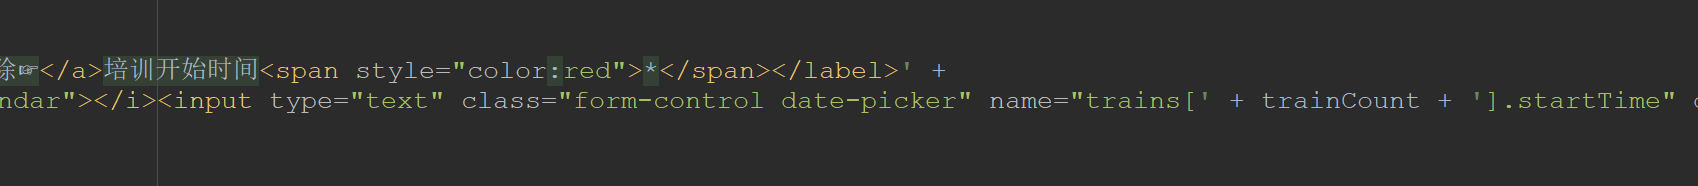 除☞</a>培训开始时间<span style="color:red">*</span></label>' +
ndar"></i><input type="text" class="form-control date-picker" name="trains[' + trainCount + '].startTime"